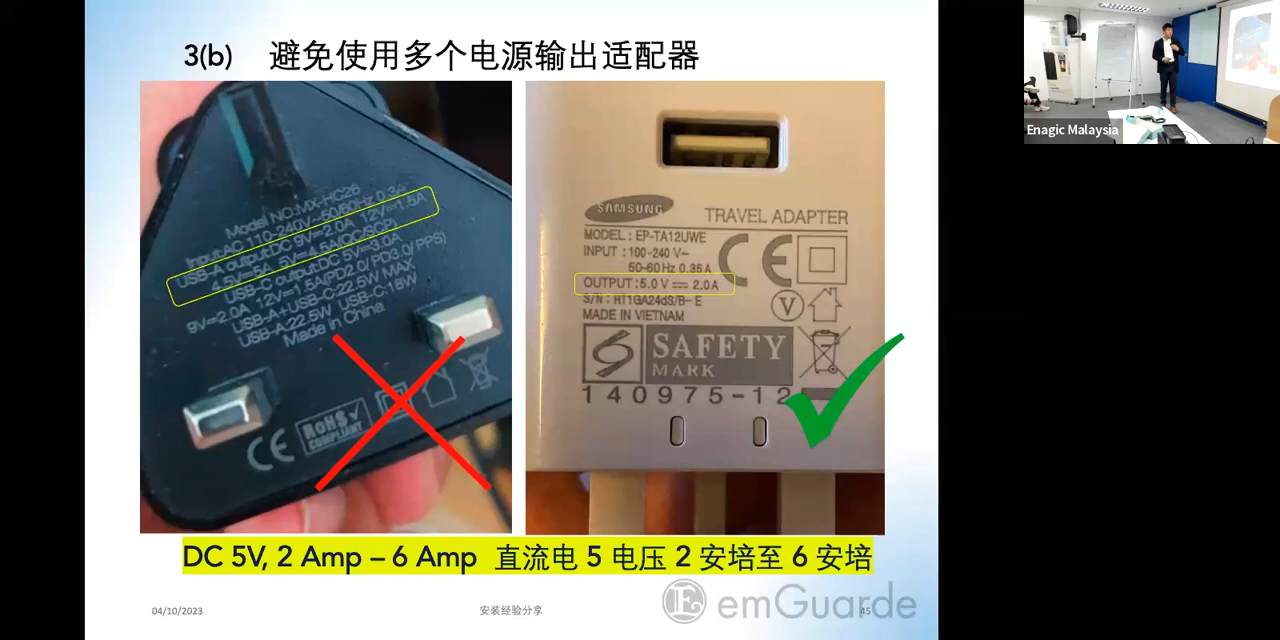 3(b) 避免使用多个电源输出适配器
Model NO:MX-HC26
Input:AC 110-240V~50/60Hz 0.3A
USB-A output:DC 9V=2.0A 12V=1.5A
4.5V=5A 5V=4.5A(OC/SCP)
USB-C output:DC 5V=3.0A
9V=2.0A 12V=1.5A(PD2.0/ PD3.0/ PPS)
USB-A+USB-C-22.5W MAX
USB-A:22.5W USB-C:18W
Made in China
CE RoHS COMPLIANT
SAMSUNG
TRAVEL ADAPTER
MODEL : EP-TA12UWE
INPUT : 100-240 V~
50-60 Hz 0.35 A
OUTPUT : 5.0 V ⎓ 2.0 A
S/N : HT1GA24dS/B-E
MADE IN VIETNAM
CE
V
SAFETY
MARK
140975-12
DC 5V, 2 Amp – 6 Amp 直流电 5 电压 2 安培至 6 安培
04/10/2023
安装经验分享
45
emGuarde
Enagic Malaysia